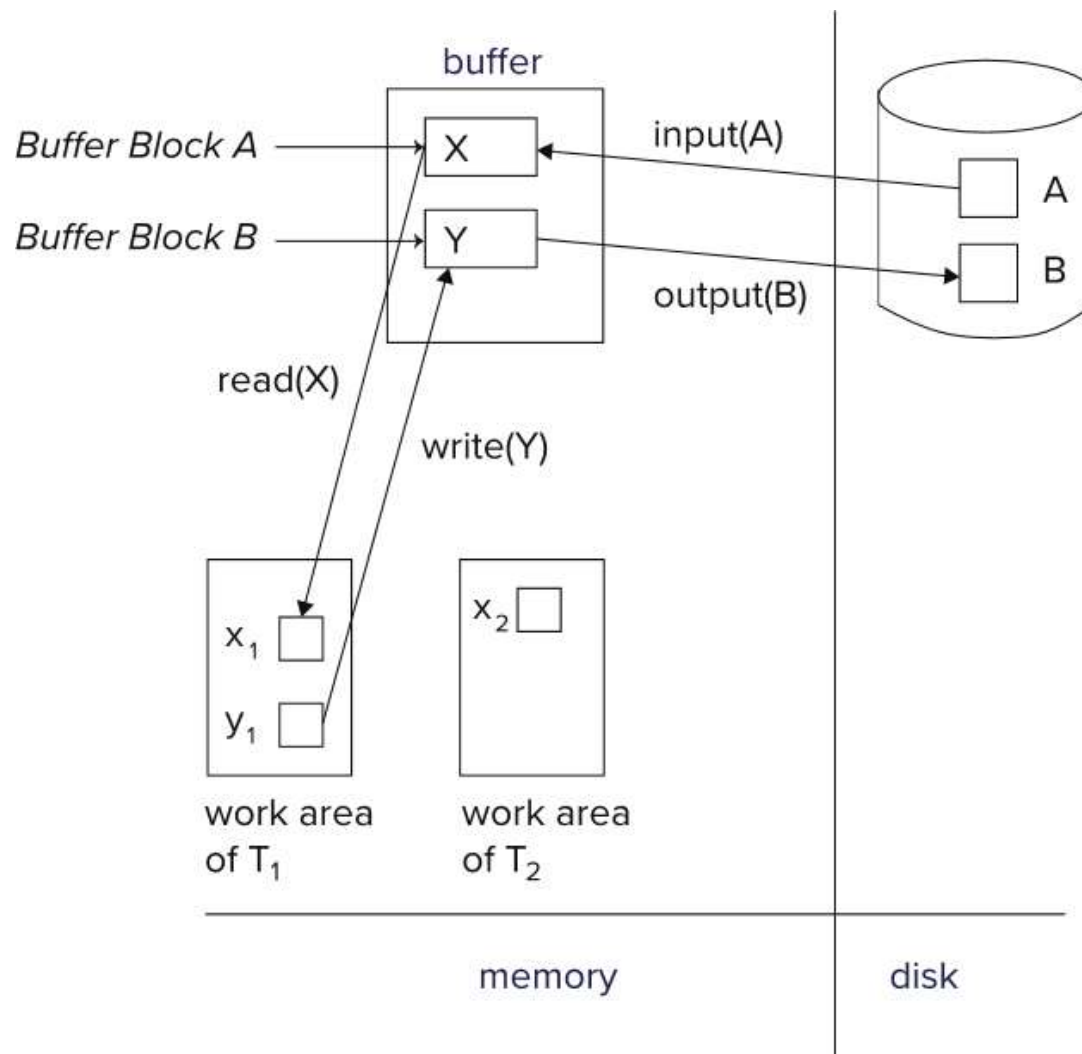 buffer
Buffer Block A
X
input(A)
A
Buffer Block B
Y
B
output(B)
read(X)
write(Y)
x₁
x₂
y₁
work area
of T₁
work area
of T₂
memory
disk